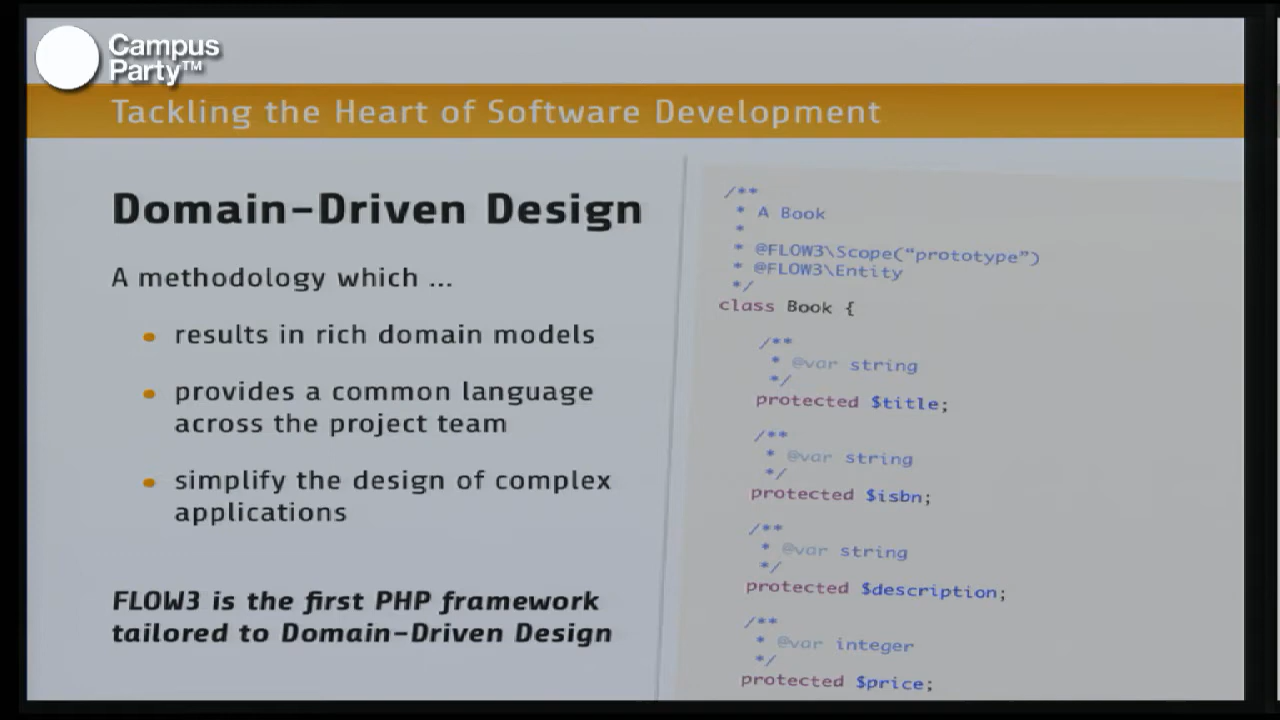 Campus
Party™
Tackling the Heart of Software Development
Domain-Driven Design
A methodology which ...
• results in rich domain models
• provides a common language
across the project team
• simplify the design of complex
applications
FLOW3 is the first PHP framework
tailored to Domain-Driven Design
/**
* A Book
*
* @FLOW3\Scope(“prototype”)
* @FLOW3\Entity
*/
class Book {
/**
* @var string
*/
protected $title;
/**
* @var string
*/
protected $isbn;
/**
* @var string
*/
protected $description;
/**
* @var integer
*/
protected $price;